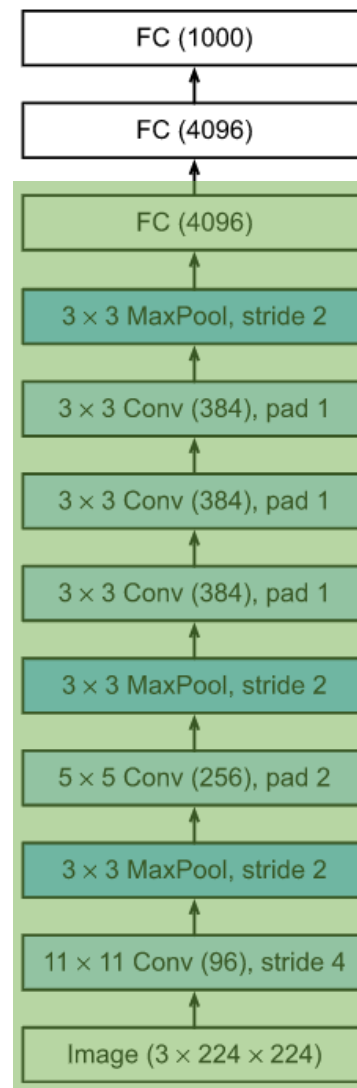 FC (1000)
FC (4096)
FC (4096)
3 × 3 MaxPool, stride 2
3 × 3 Conv (384), pad 1
3 × 3 Conv (384), pad 1
3 × 3 Conv (384), pad 1
3 × 3 MaxPool, stride 2
5 × 5 Conv (256), pad 2
3 × 3 MaxPool, stride 2
11 × 11 Conv (96), stride 4
Image (3 × 224 × 224)